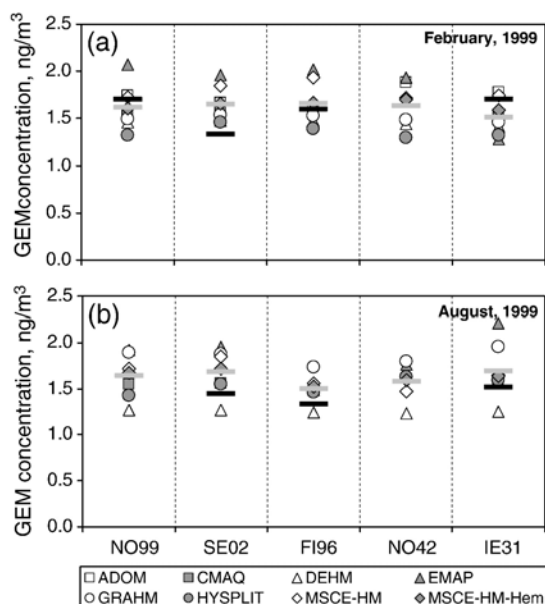 (a)
February, 1999
GEMconcentration, ng/m³
2.5
2.0
1.5
1.0
0.5
0.0
(b)
August, 1999
GEM concentration, ng/m³
2.5
2.0
1.5
1.0
0.5
0.0
NO99 SE02 FI96 NO42 IE31
ADOM CMAQ DEHM EMAP
GRAHM HYSPLIT MSCE-HM MSCE-HM-Hem